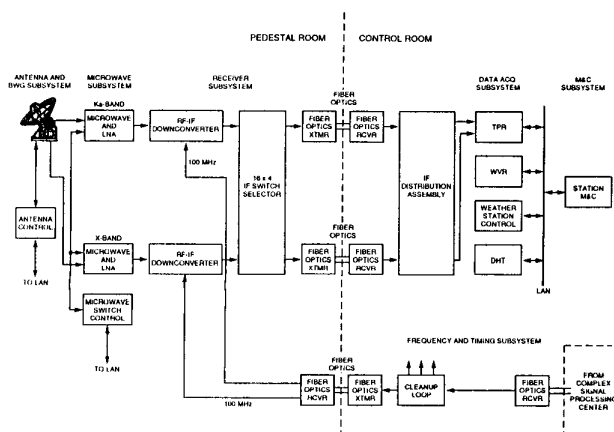 PEDESTAL ROOM
CONTROL ROOM
ANTENNA AND
BWG SUBSYSTEM
MICROWAVE
SUBSYSTEM
RECEIVER
SUBSYSTEM
DATA ACQ
SUBSYSTEM
M&C
SUBSYSTEM
Ka-BAND
MICROWAVE
AND
LNA
RF-IF
DOWNCONVERTER
100 MHz
16 x 4
IF SWITCH
SELECTOR
FIBER
OPTICS
FIBER
OPTICS
XTMR
FIBER
OPTICS
RCVR
IF
DISTRIBUTION
ASSEMBLY
TPR
WVR
WEATHER
STATION
CONTROL
DHT
LAN
STATION
M&C
ANTENNA
CONTROL
TO LAN
X-BAND
MICROWAVE
AND
LNA
RF-IF
DOWNCONVERTER
FIBER
OPTICS
FIBER
OPTICS
XTMR
FIBER
OPTICS
RCVR
MICROWAVE
SWITCH
CONTROL
TO LAN
100 MHz
FREQUENCY AND TIMING SUBSYSTEM
FIBER
OPTICS
FIBER
OPTICS
RCVR
FIBER
OPTICS
XTMR
CLEANUP
LOOP
FIBER
OPTICS
RCVR
FROM
COMPLEX
SIGNAL
PROCESSING
CENTER